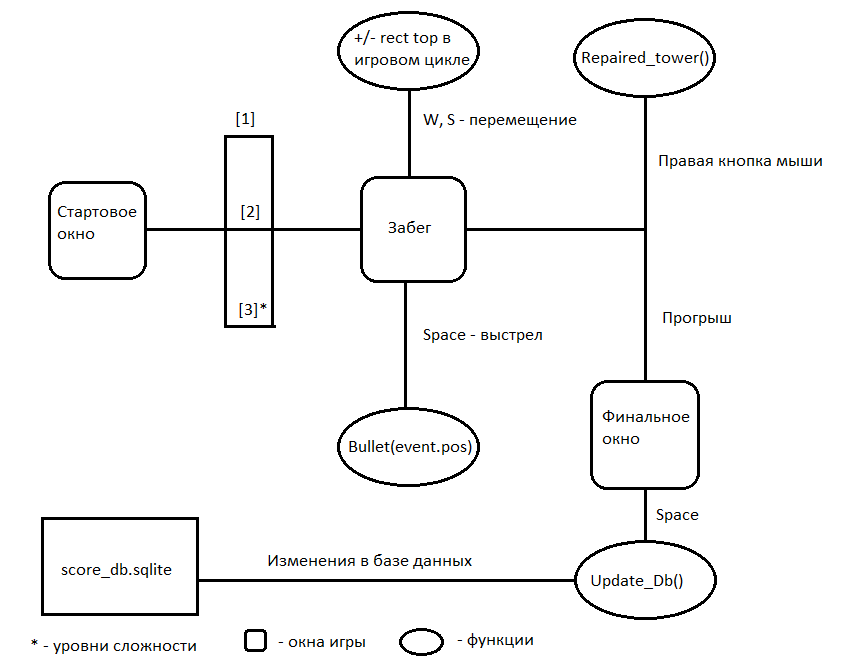 +/- rect top в
игровом цикле
Repaired_tower()
[1]
W, S - перемещение
Правая кнопка мыши
Стартовое
окно
[2]
Забег
[3]*
Space - выстрел
Прогрыш
Финальное
окно
Bullet(event.pos)
Space
score_db.sqlite
Изменения в базе данных
Update_Db()
* - уровни сложности
- окна игры
- функции